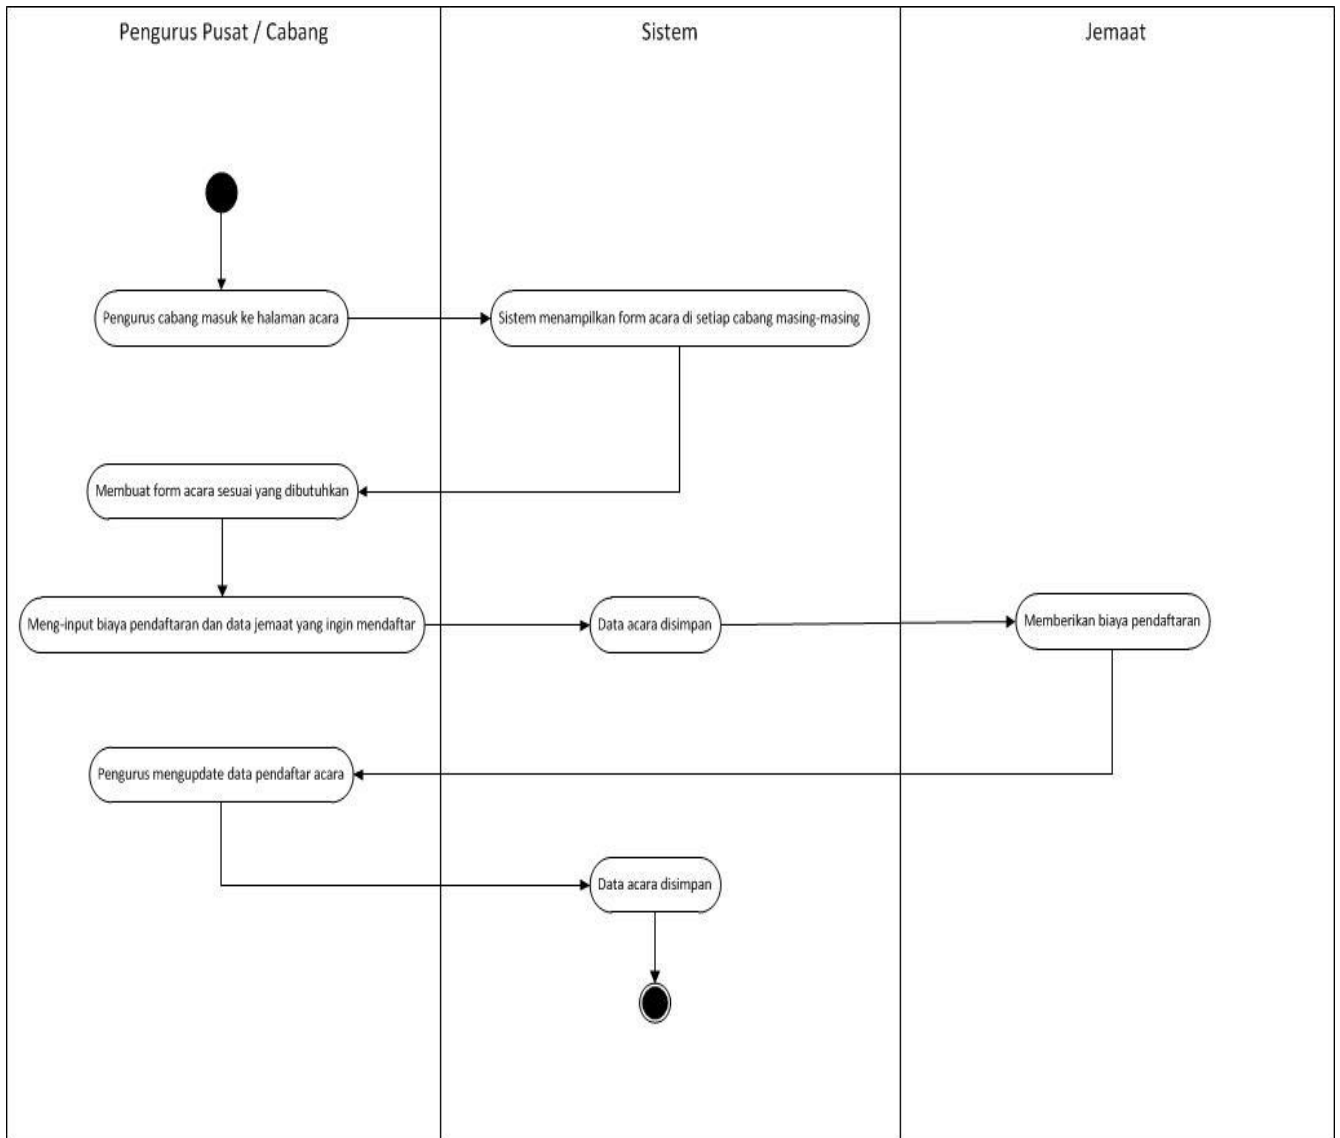 Pengurus Pusat / Cabang
Sistem
Jemaat
Pengurus cabang masuk ke halaman acara
Sistem menampilkan form acara di setiap cabang masing-masing
Membuat form acara sesuai yang dibutuhkan
Meng-input biaya pendaftaran dan data jemaat yang ingin mendaftar
Data acara disimpan
Memberikan biaya pendaftaran
Pengurus mengupdate data pendaftar acara
Data acara disimpan